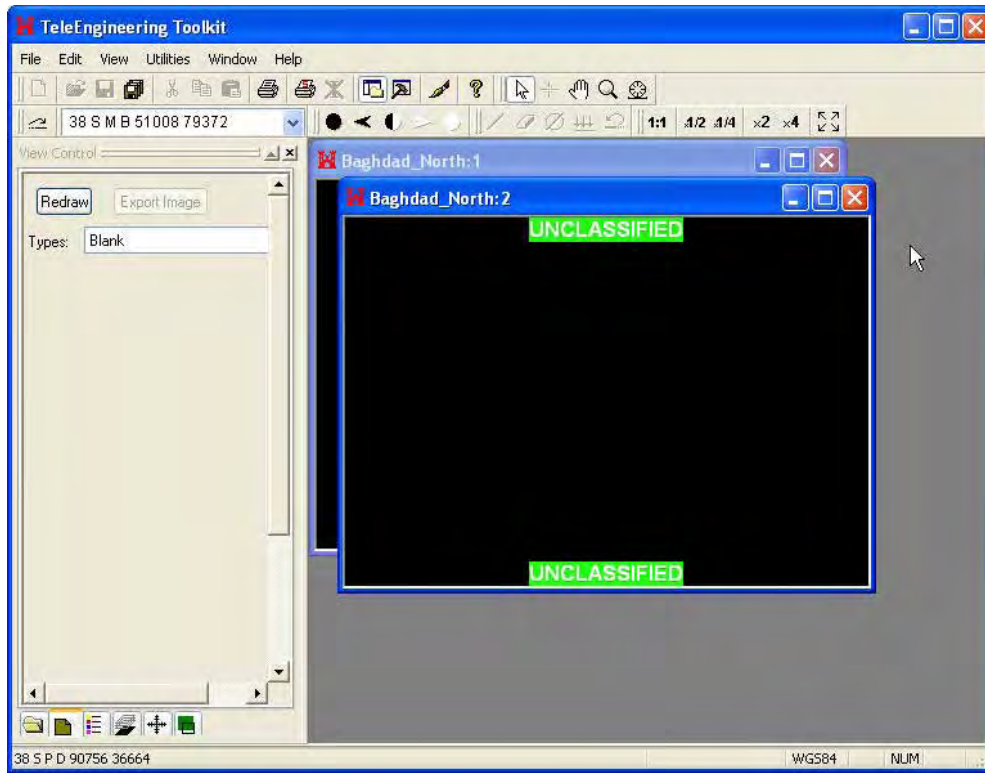 TeleEngineering Toolkit
File Edit View Utilities Window Help
38 S M B 51008 79372
1:1 1/2 1/4 x2 x4
View Control
Baghdad_North:1
Redraw Export Image
Baghdad_North:2
Types: Blank
UNCLASSIFIED
UNCLASSIFIED
38 S P D 90756 36664 WGS84 NUM